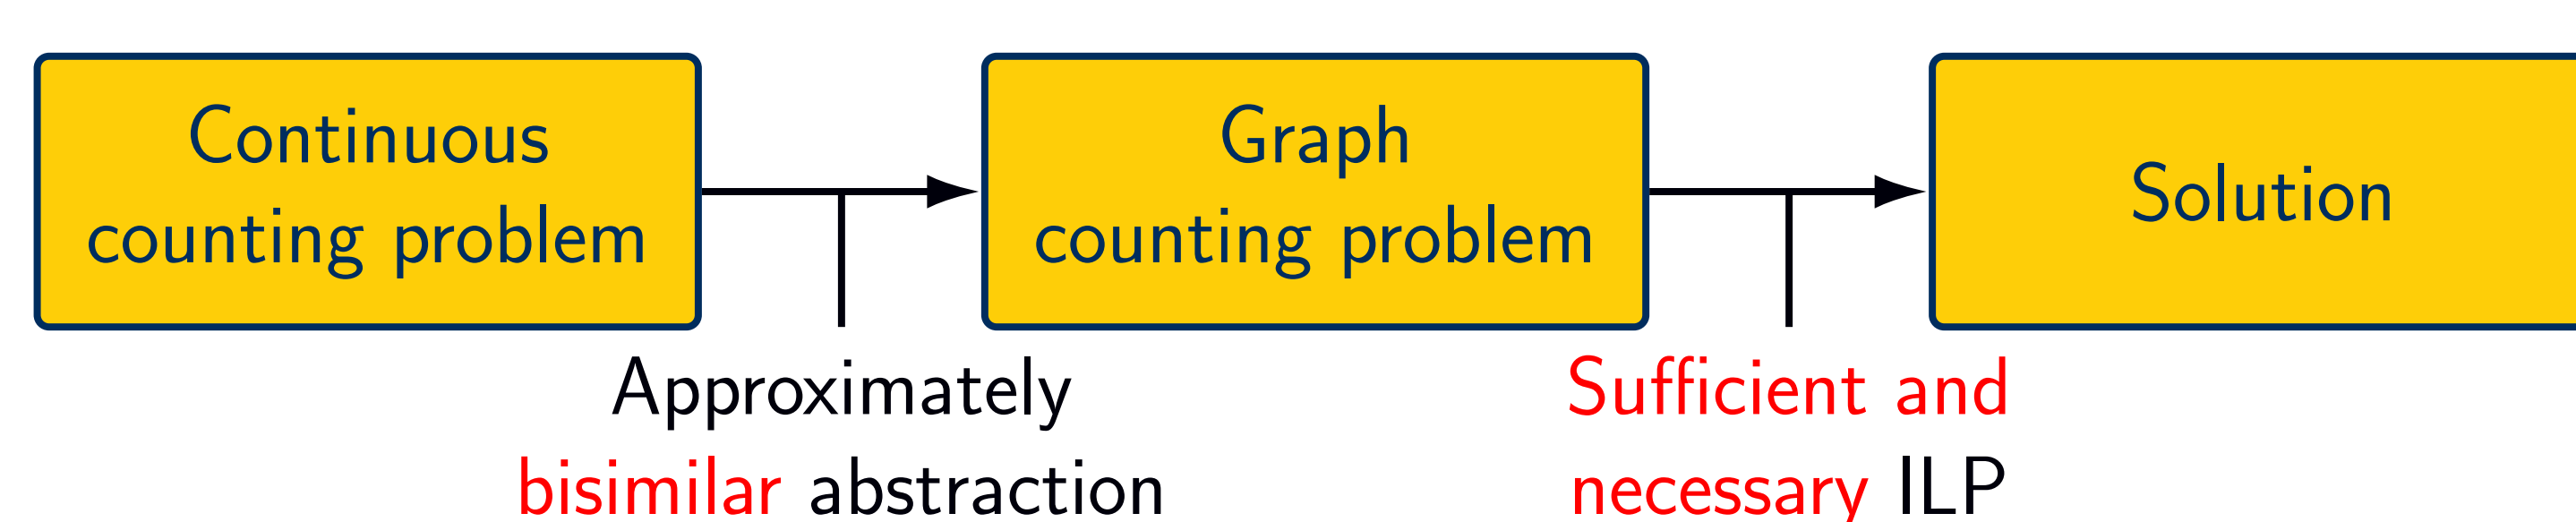 Continuous
counting problem
Graph
counting problem
Solution
Approximately
bisimilar abstraction
Sufficient and
necessary ILP